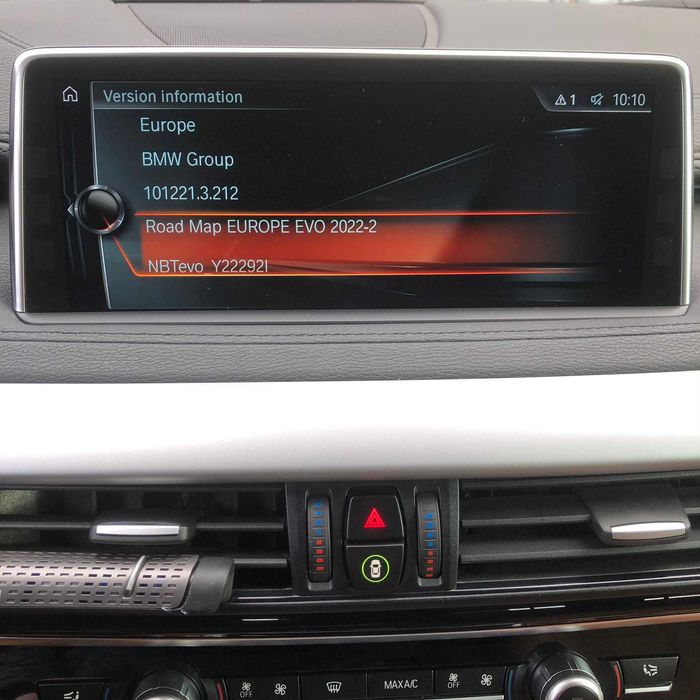 Version information
1
10:10
Europe
BMW Group
101221.3.212
Road Map EUROPE EVO 2022-2
NBTevo_Y22292I
OFF
MAX A/C
OFF